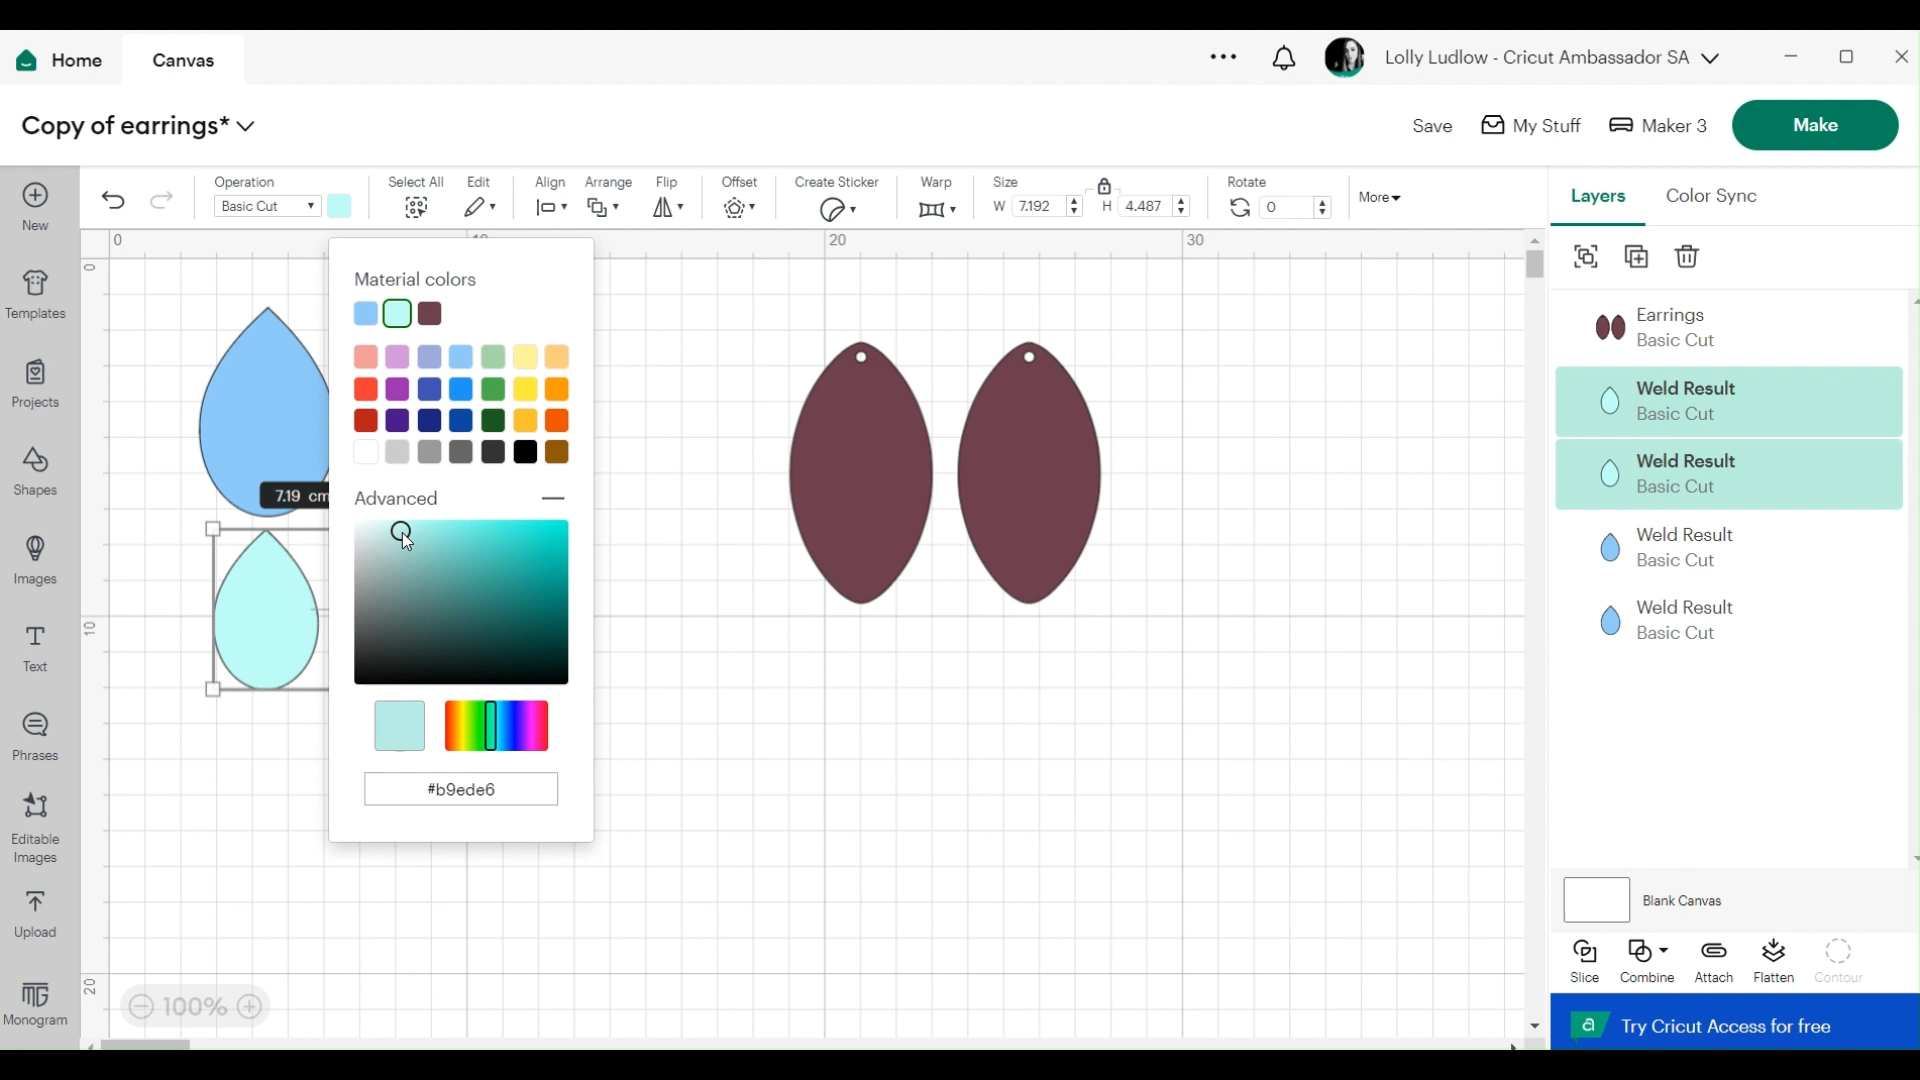 Home
Canvas
Lolly Ludlow - Cricut Ambassador SA
Copy of earrings*
Save
My Stuff
Maker 3
Make
Operation
Basic Cut
Select All
Edit
Align
Arrange
Flip
Offset
Create Sticker
Warp
Size
W 7.192
H 4.487
Rotate
0
More
Layers
Color Sync
New
Templates
Projects
Shapes
Images
Text
Phrases
Editable
Images
Upload
Monogram
0
20
30
0
10
20
7.19 cm
Material colors
Advanced
#b9ede6
100%
Earrings
Basic Cut
Weld Result
Basic Cut
Weld Result
Basic Cut
Weld Result
Basic Cut
Weld Result
Basic Cut
Blank Canvas
Slice
Combine
Attach
Flatten
Contour
a
Try Cricut Access for free